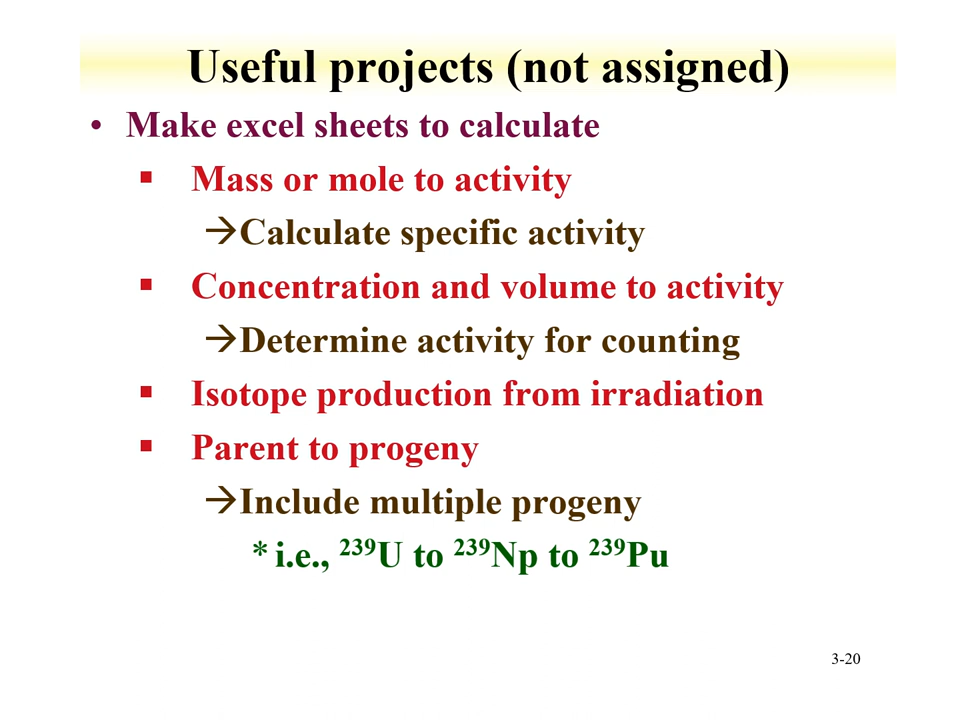 Useful projects (not assigned)
• Make excel sheets to calculate
▪ Mass or mole to activity
→Calculate specific activity
▪ Concentration and volume to activity
→Determine activity for counting
▪ Isotope production from irradiation
▪ Parent to progeny
→Include multiple progeny
* i.e., ²³⁹U to ²³⁹Np to ²³⁹Pu
3-20